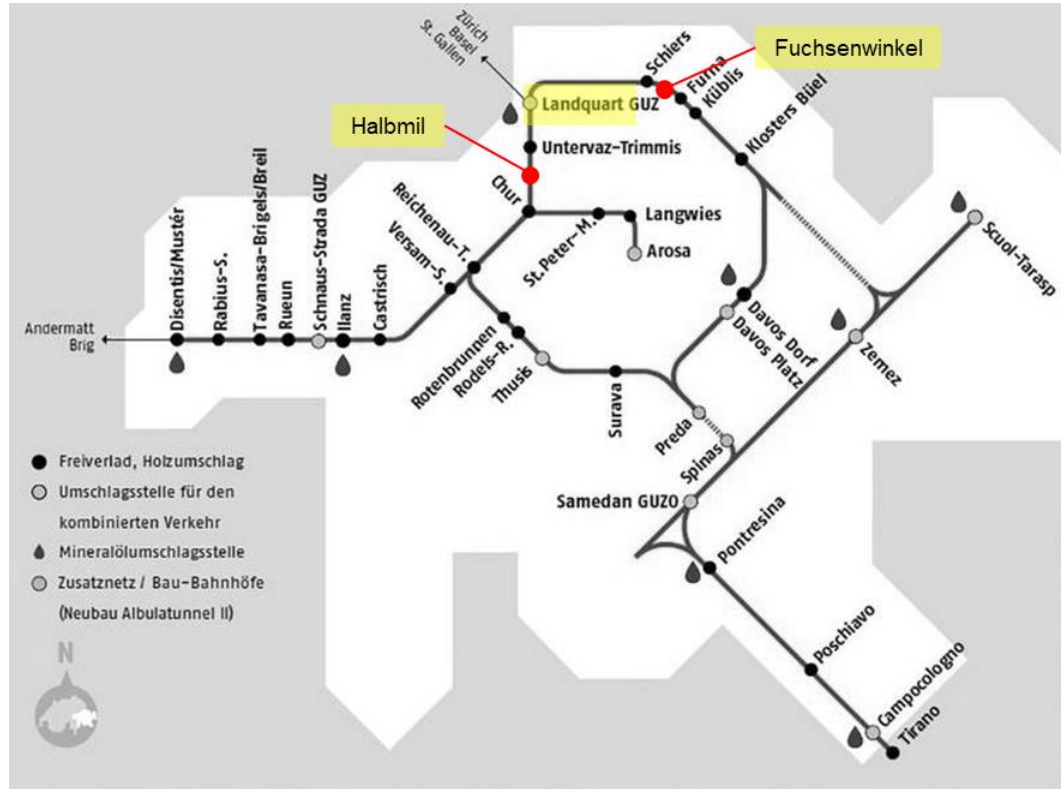 Zürich
Basel
St. Gallen
Schiers
Fuchsenwinkel
Furna
Küblis
Landquart GUZ
Halbmil
Klosters Büel
Untervaz-Trimmis
Chur
Langwies
St. Peter-M.
Arosa
Scuol-Tarasp
Reichenau-T.
Versam-S.
Andermatt
Brig
Disentis/Mustér
Rabius-S.
Tavanasa-Brigels/Breil
Rueun
Schnaus-Strada GUZ
Ilanz
Castrisch
Davos Dorf
Davos Platz
Zernez
Rotenbrunnen
Rodels-R.
Thusis
Surava
Preda
Spinas
Samedan GUZO
Pontresina
Poschiavo
Campocologno
Tirano
Freiverlad, Holzumschlag
Umschlagsstelle für den
kombinierten Verkehr
Mineralölumschlagsstelle
Zusatznetz / Bau-Bahnhöfe
(Neubau Albulatunnel II)
N